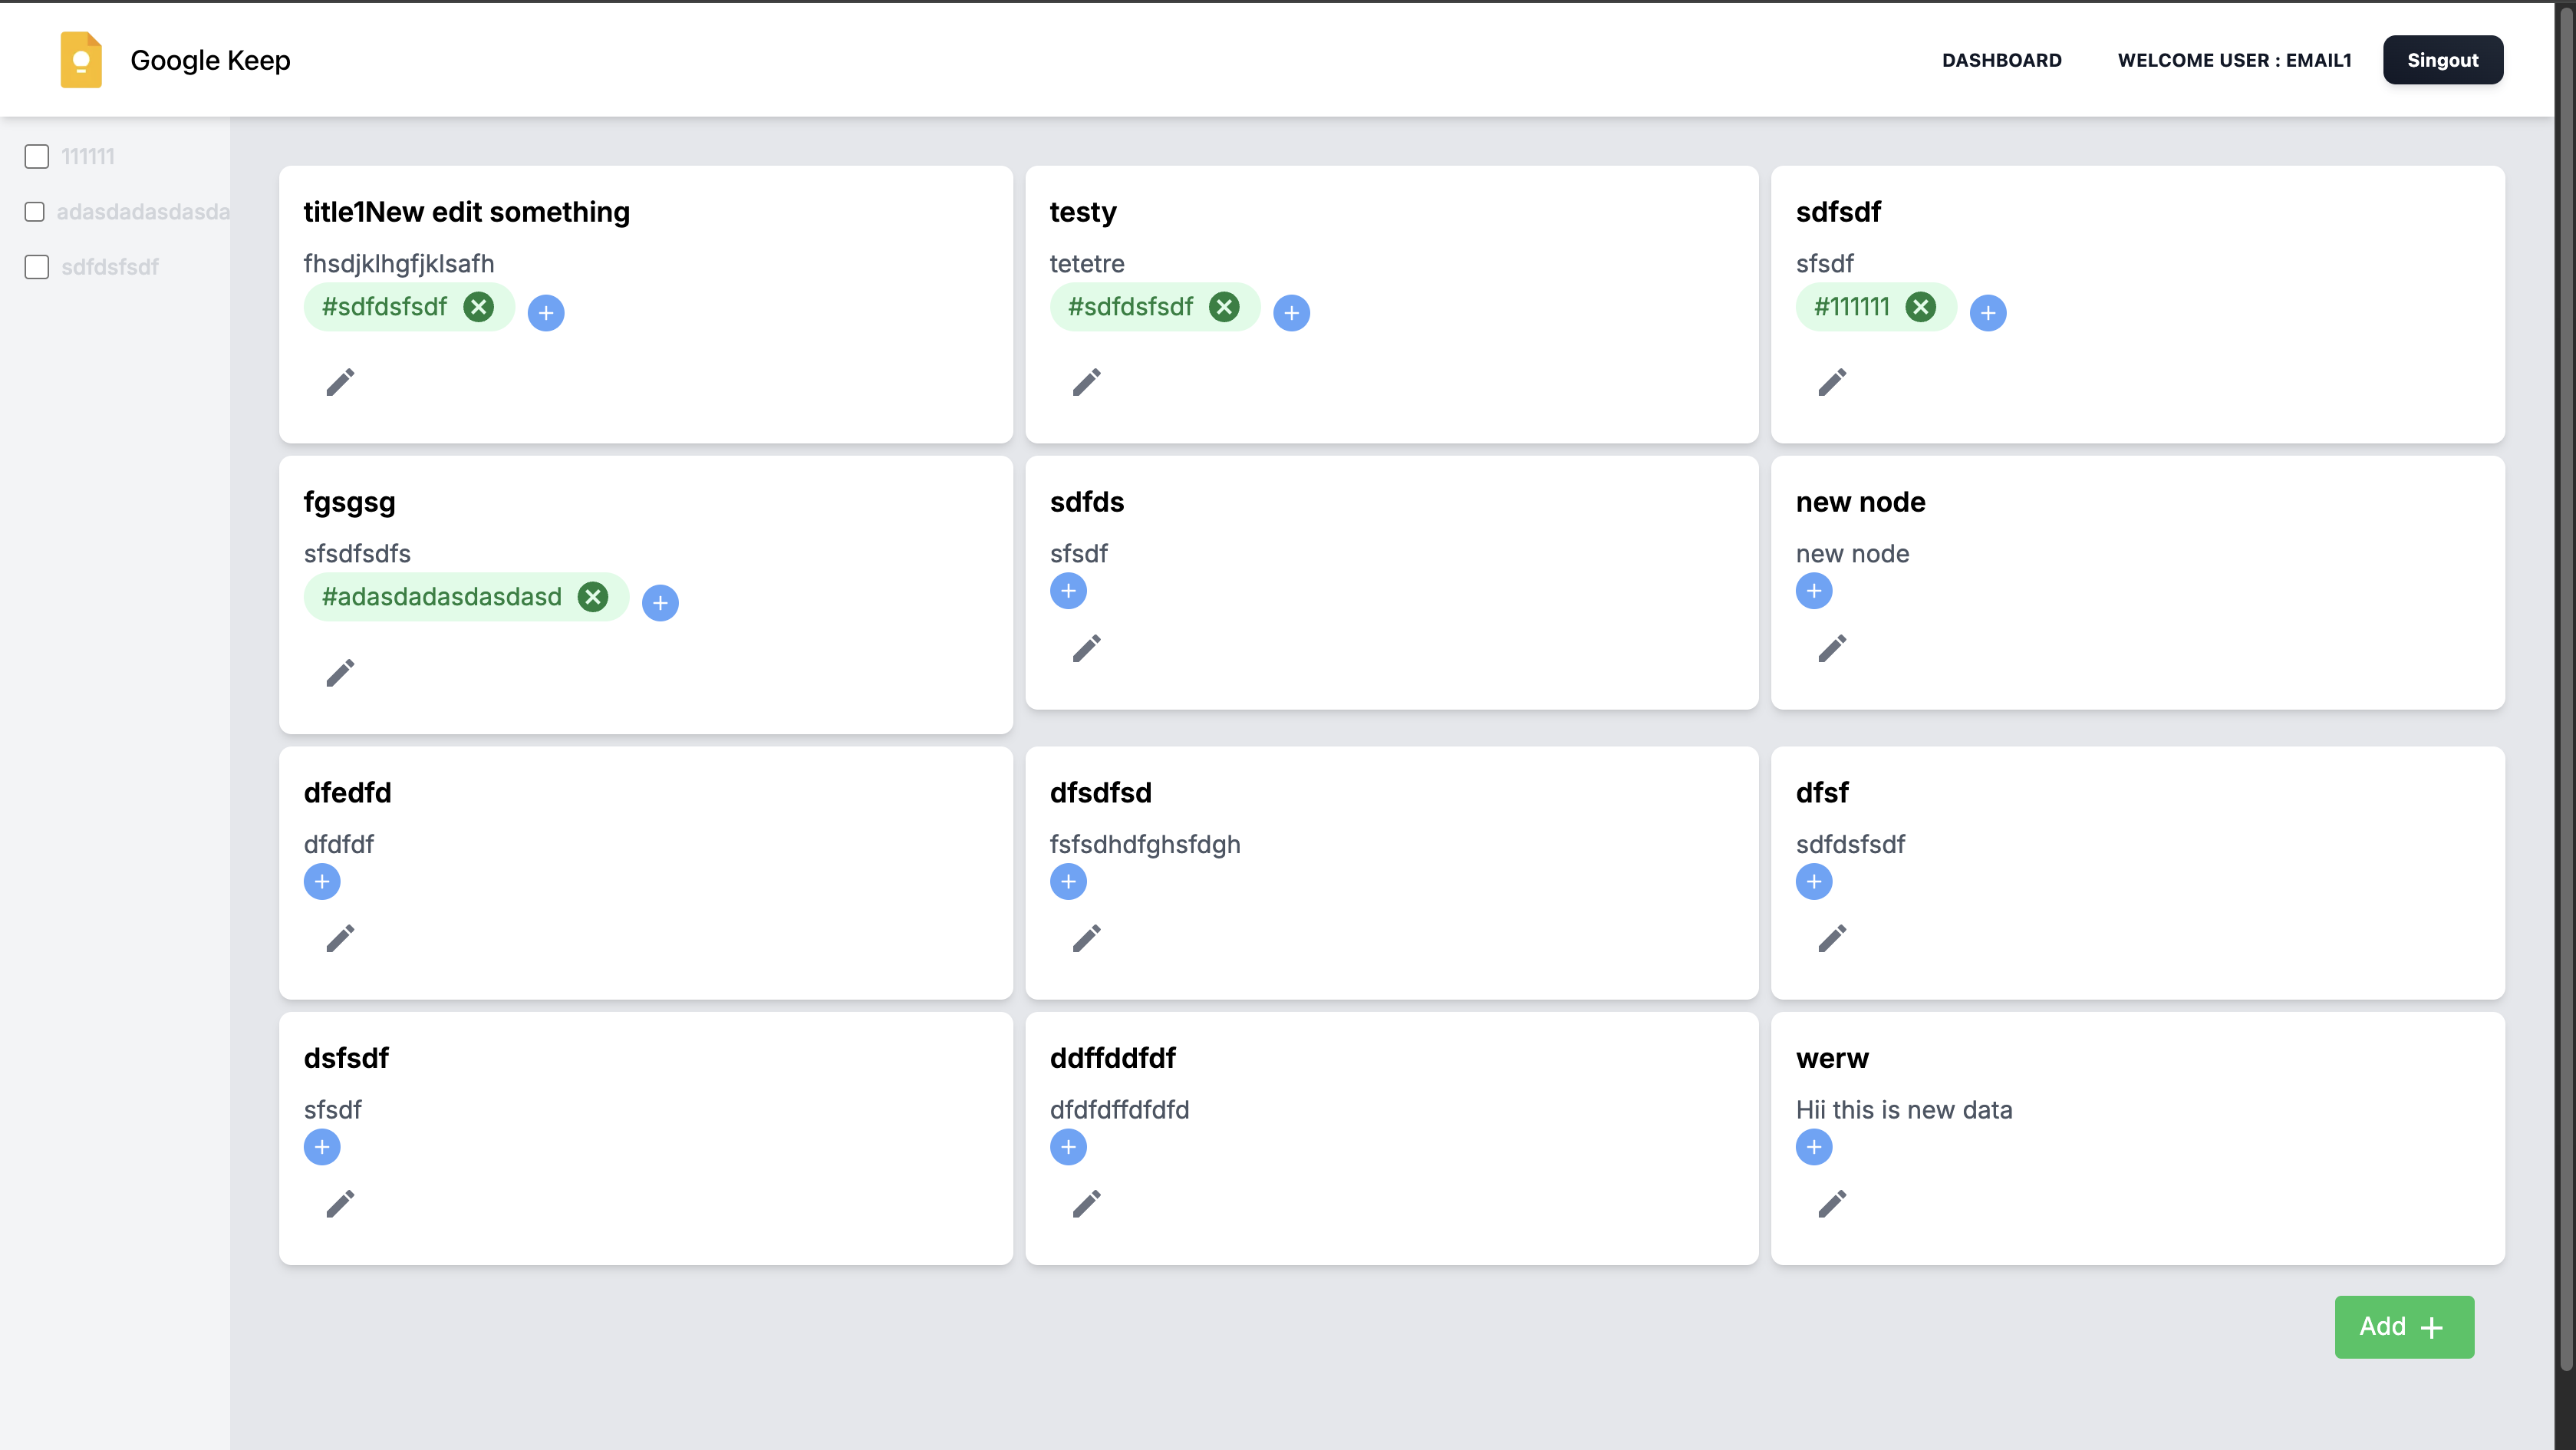 Google Keep
DASHBOARD
WELCOME USER : EMAIL1
Singout
111111
adasdadasdasda
sdfdsfsdf
title1New edit something
fhsdjklhgfjklsafh
#sdfdsfsdf
testy
tetetre
#sdfdsfsdf
sdfsdf
sfsdf
#111111
fgsgsg
sfsdfsdfs
#adasdadasdasdasd
sdfds
sfsdf
new node
new node
dfedfd
dfdfdf
dfsdfsd
fsfsdhdfghsfdgh
dfsf
sdfdsfsdf
dsfsdf
sfsdf
ddffddfdf
dfdfdffdfdfd
werw
Hii this is new data
Add +